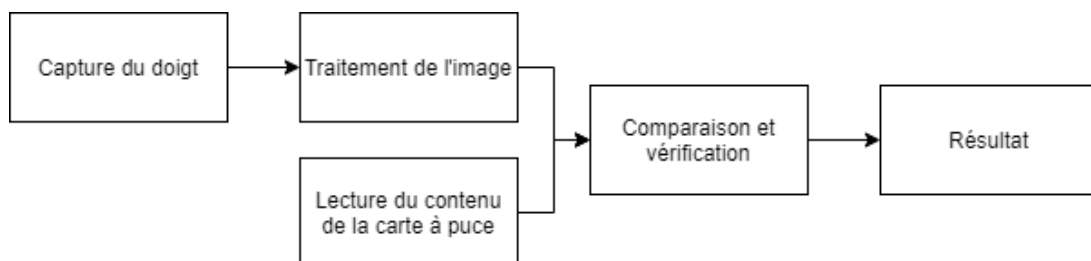 Capture du doigt
Traitement de l'image
Lecture du contenu
de la carte à puce
Comparaison et
vérification
Résultat